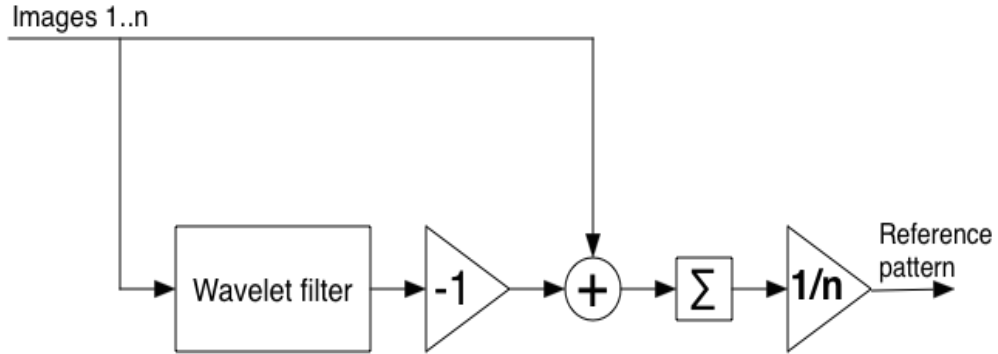 Images 1..n
Wavelet filter
-1
+
Σ
1/n
Reference
pattern